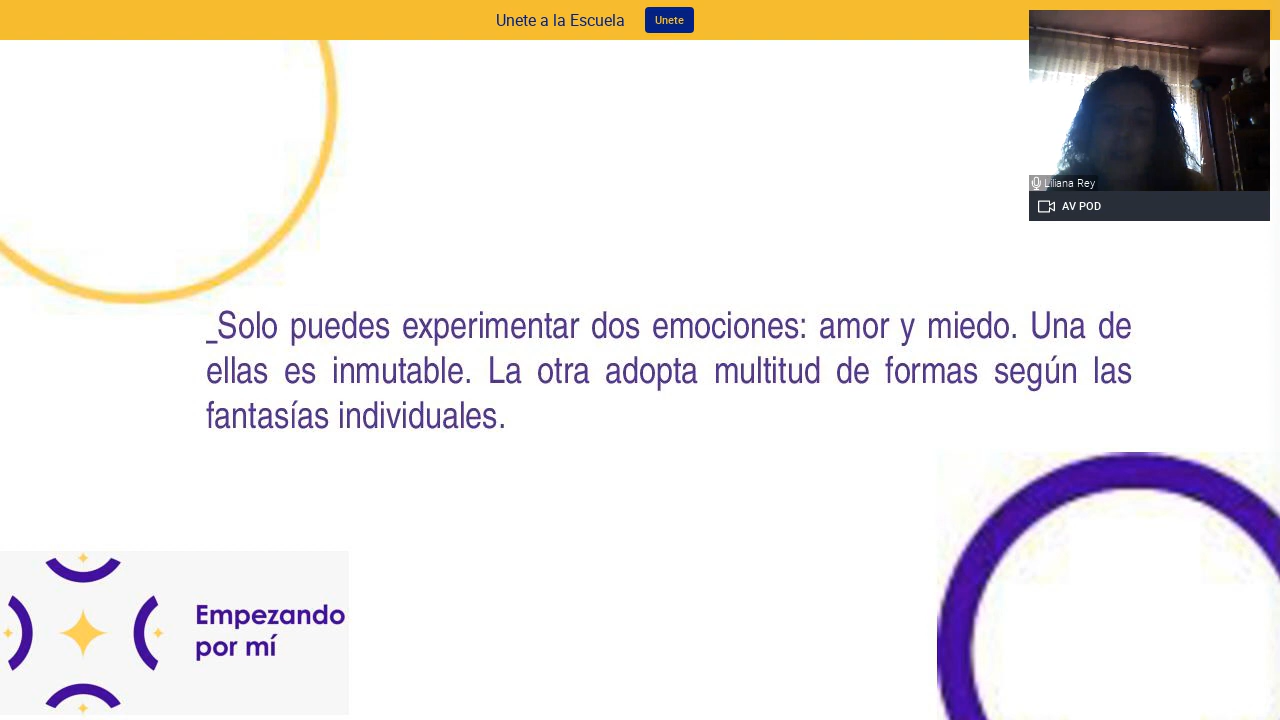 Unete a la Escuela
Unete
Liliana Rey
AV POD
_Solo puedes experimentar dos emociones: amor y miedo. Una de
ellas es inmutable. La otra adopta multitud de formas según las
fantasías individuales.
Empezando
por mí